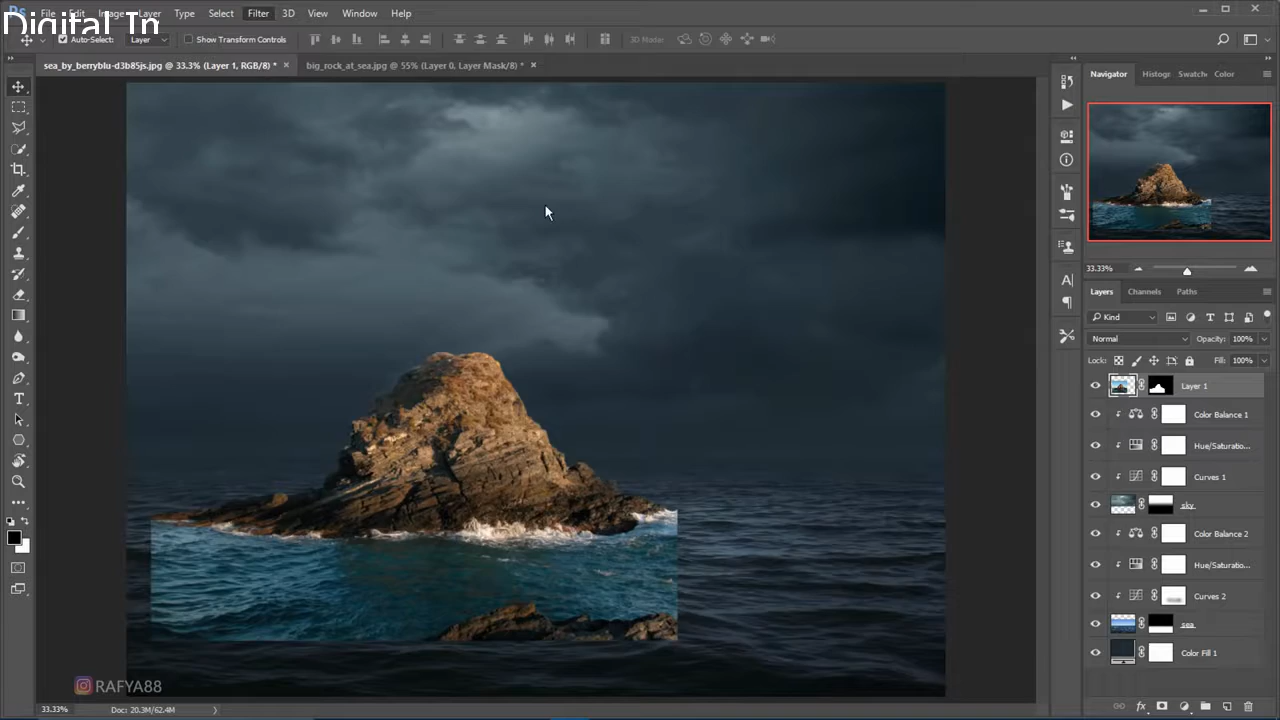 Digital
File Edit Image Layer Type Select Filter 3D View Window Help
Auto-Select: Layer Show Transform Controls 3D Mode:
sea_by_berryblu-d3b85js.jpg @ 33.3% (Layer 1, RGB/8) * × big_rock_at_sea.jpg @ 55% (Layer 0, Layer Mask/8) * ×
Navigator Histogr Swatch Color
33.33%
Layers Channels Paths
Kind
Normal Opacity: 100%
Lock: Fill: 100%
Layer 1
Color Balance 1
Hue/Saturatio...
Curves 1
sky
Color Balance 2
Hue/Saturatio...
Curves 2
sea
Color Fill 1
RAFYA88
33.33% Doc: 20.3M/62.4M